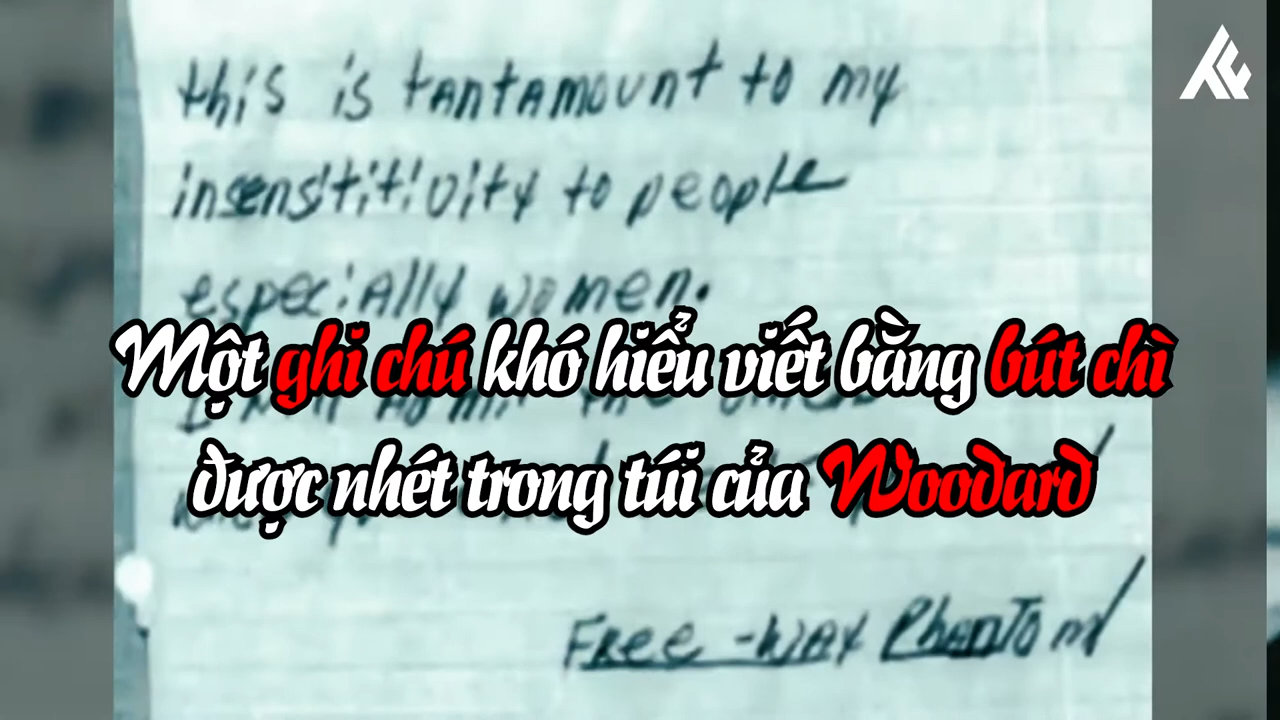 this is tantamount to my
insensititivity to people
especially women.
Một ghi chú khó hiểu viết bằng bút chì
được nhét trong túi của Woodard
Free-way Phantom